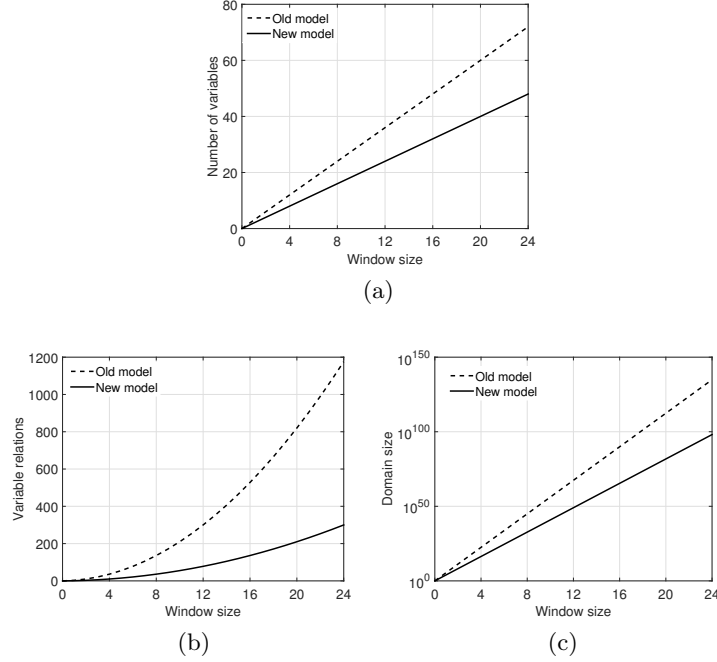 80
60
40
20
0
Number of variables
Old model
New model
0 4 8 12 16 20 24
Window size
(a)
1200
1000
800
600
400
200
0
Variable relations
Old model
New model
0 4 8 12 16 20 24
Window size
(b)
10^150
10^100
10^50
10^0
Domain size
Old model
New model
0 4 8 12 16 20 24
Window size
(c)